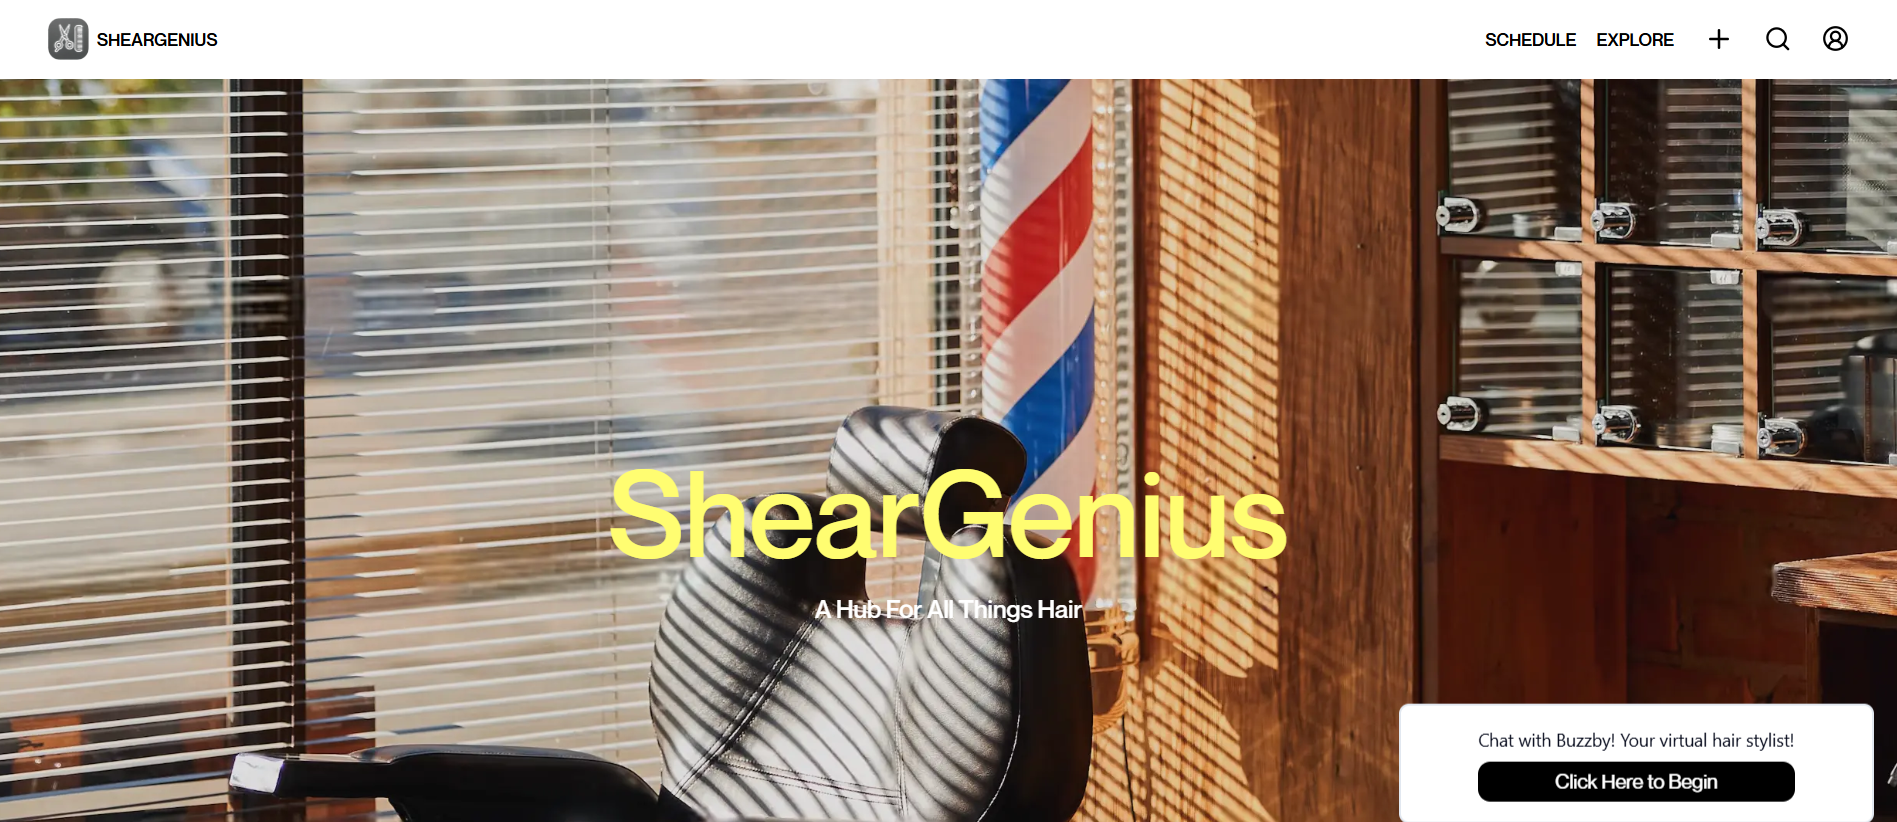 SHEARGENIUS
SCHEDULE EXPLORE
ShearGenius
A Hub For All Things Hair
Chat with Buzzby! Your virtual hair stylist!
Click Here to Begin